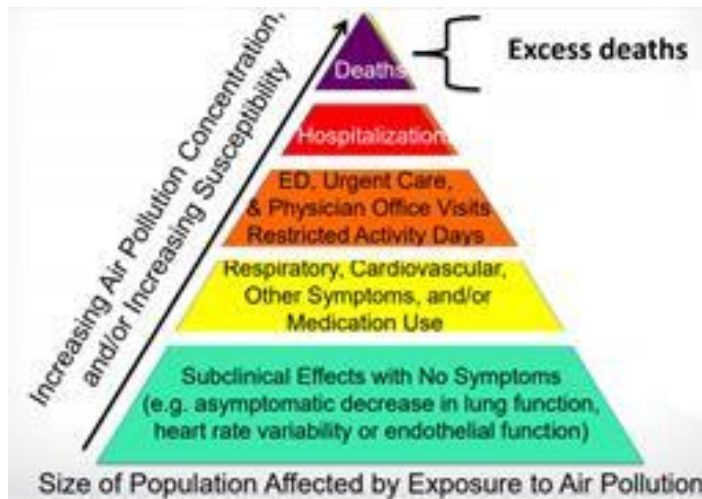 Increasing Air Pollution Concentration,
and/or Increasing Susceptibility
Deaths
Excess deaths
Hospitalization
ED, Urgent Care,
& Physician Office Visits
Restricted Activity Days
Respiratory, Cardiovascular,
Other Symptoms, and/or
Medication Use
Subclinical Effects with No Symptoms
(e.g. asymptomatic decrease in lung function,
heart rate variability or endothelial function)
Size of Population Affected by Exposure to Air Pollution